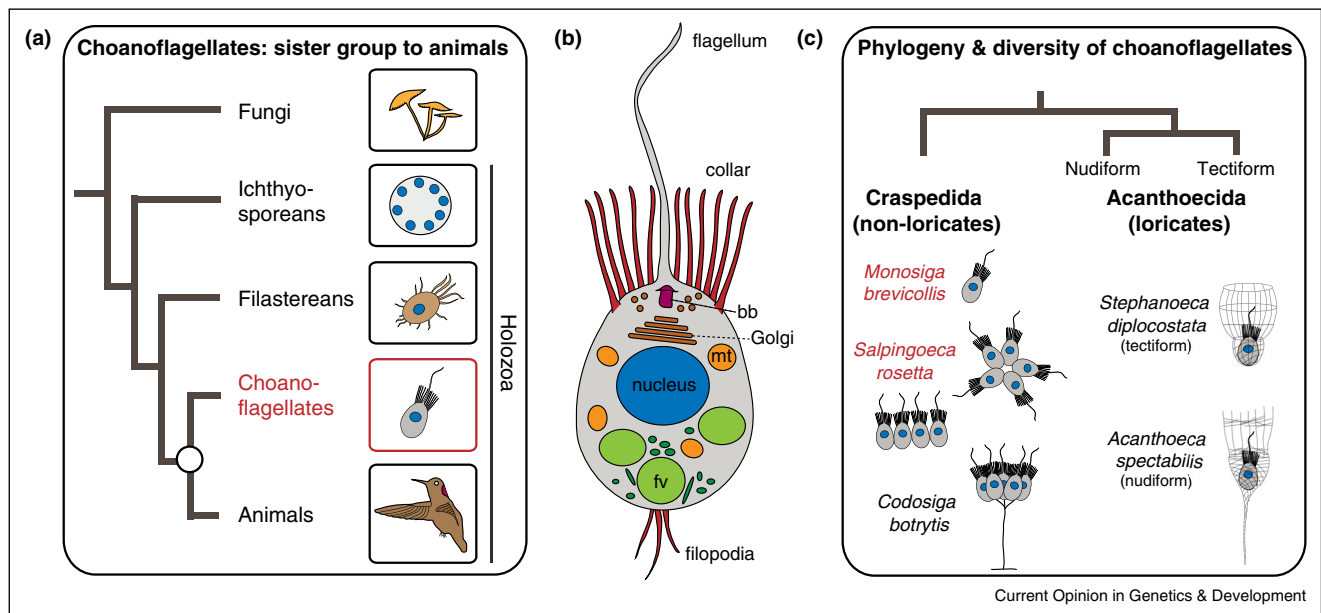 (a)
Choanoflagellates: sister group to animals
Fungi
Ichthyo-
sporeans
Filastereans
Choano-
flagellates
Animals
Holozoa
(b)
flagellum
collar
bb
Golgi
mt
nucleus
fv
filopodia
(c)
Phylogeny & diversity of choanoflagellates
Nudiform
Tectiform
Craspedida
(non-loricates)
Acanthoecida
(loricates)
Monosiga
brevicollis
Salpingoeca
rosetta
Codosiga
botrytis
Stephanoeca
diplocostata
(tectiform)
Acanthoeca
spectabilis
(nudiform)
Current Opinion in Genetics & Development